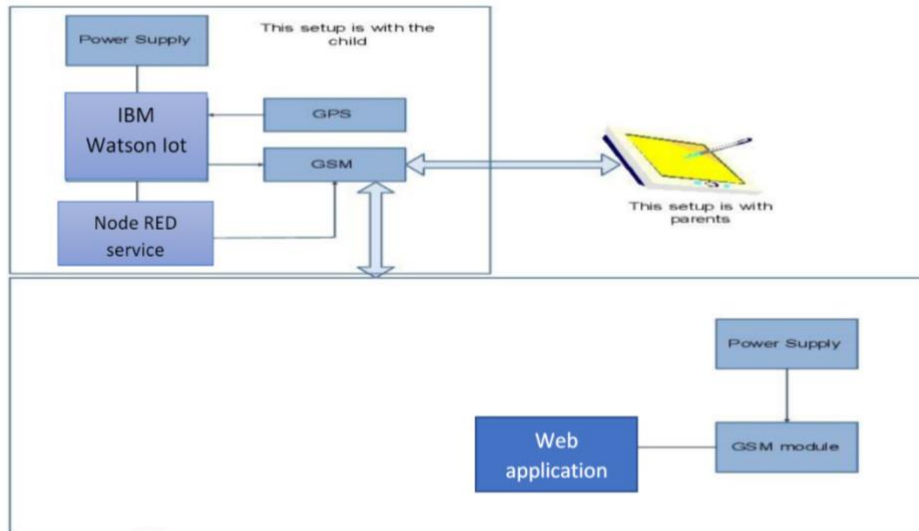 Power Supply
This setup is with the
child
IBM
Watson Iot
GPS
GSM
Node RED
service
This setup is with
parents
Power Supply
Web
application
GSM module